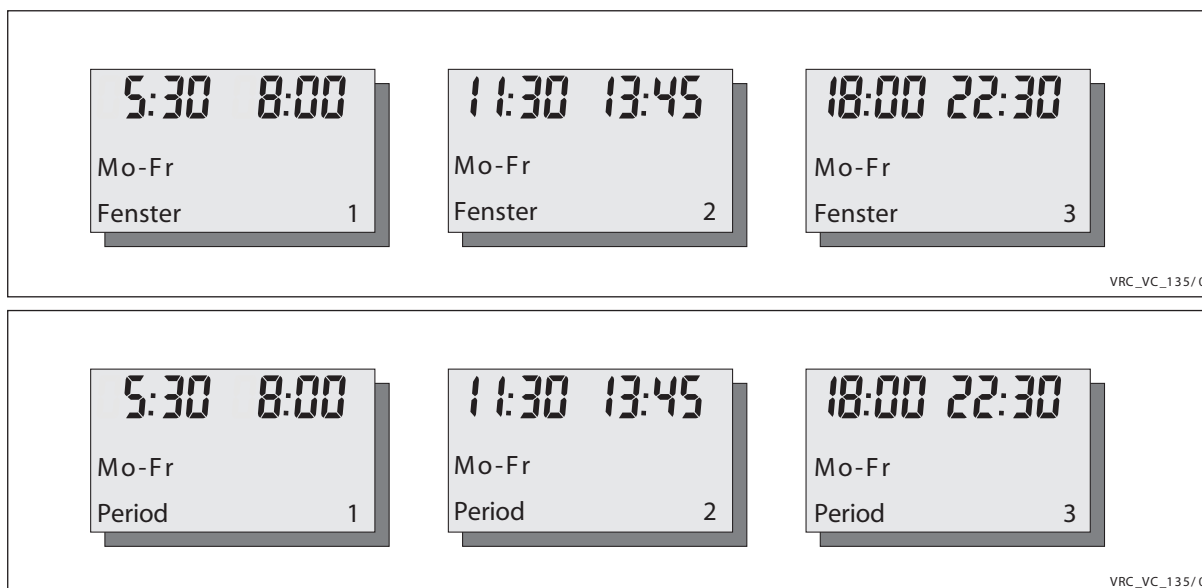 5:30 8:00
Mo-Fr
Fenster 1
11:30 13:45
Mo-Fr
Fenster 2
18:00 22:30
Mo-Fr
Fenster 3
VRC_VC_135/
5:30 8:00
Mo-Fr
Period 1
11:30 13:45
Mo-Fr
Period 2
18:00 22:30
Mo-Fr
Period 3
VRC_VC_135/